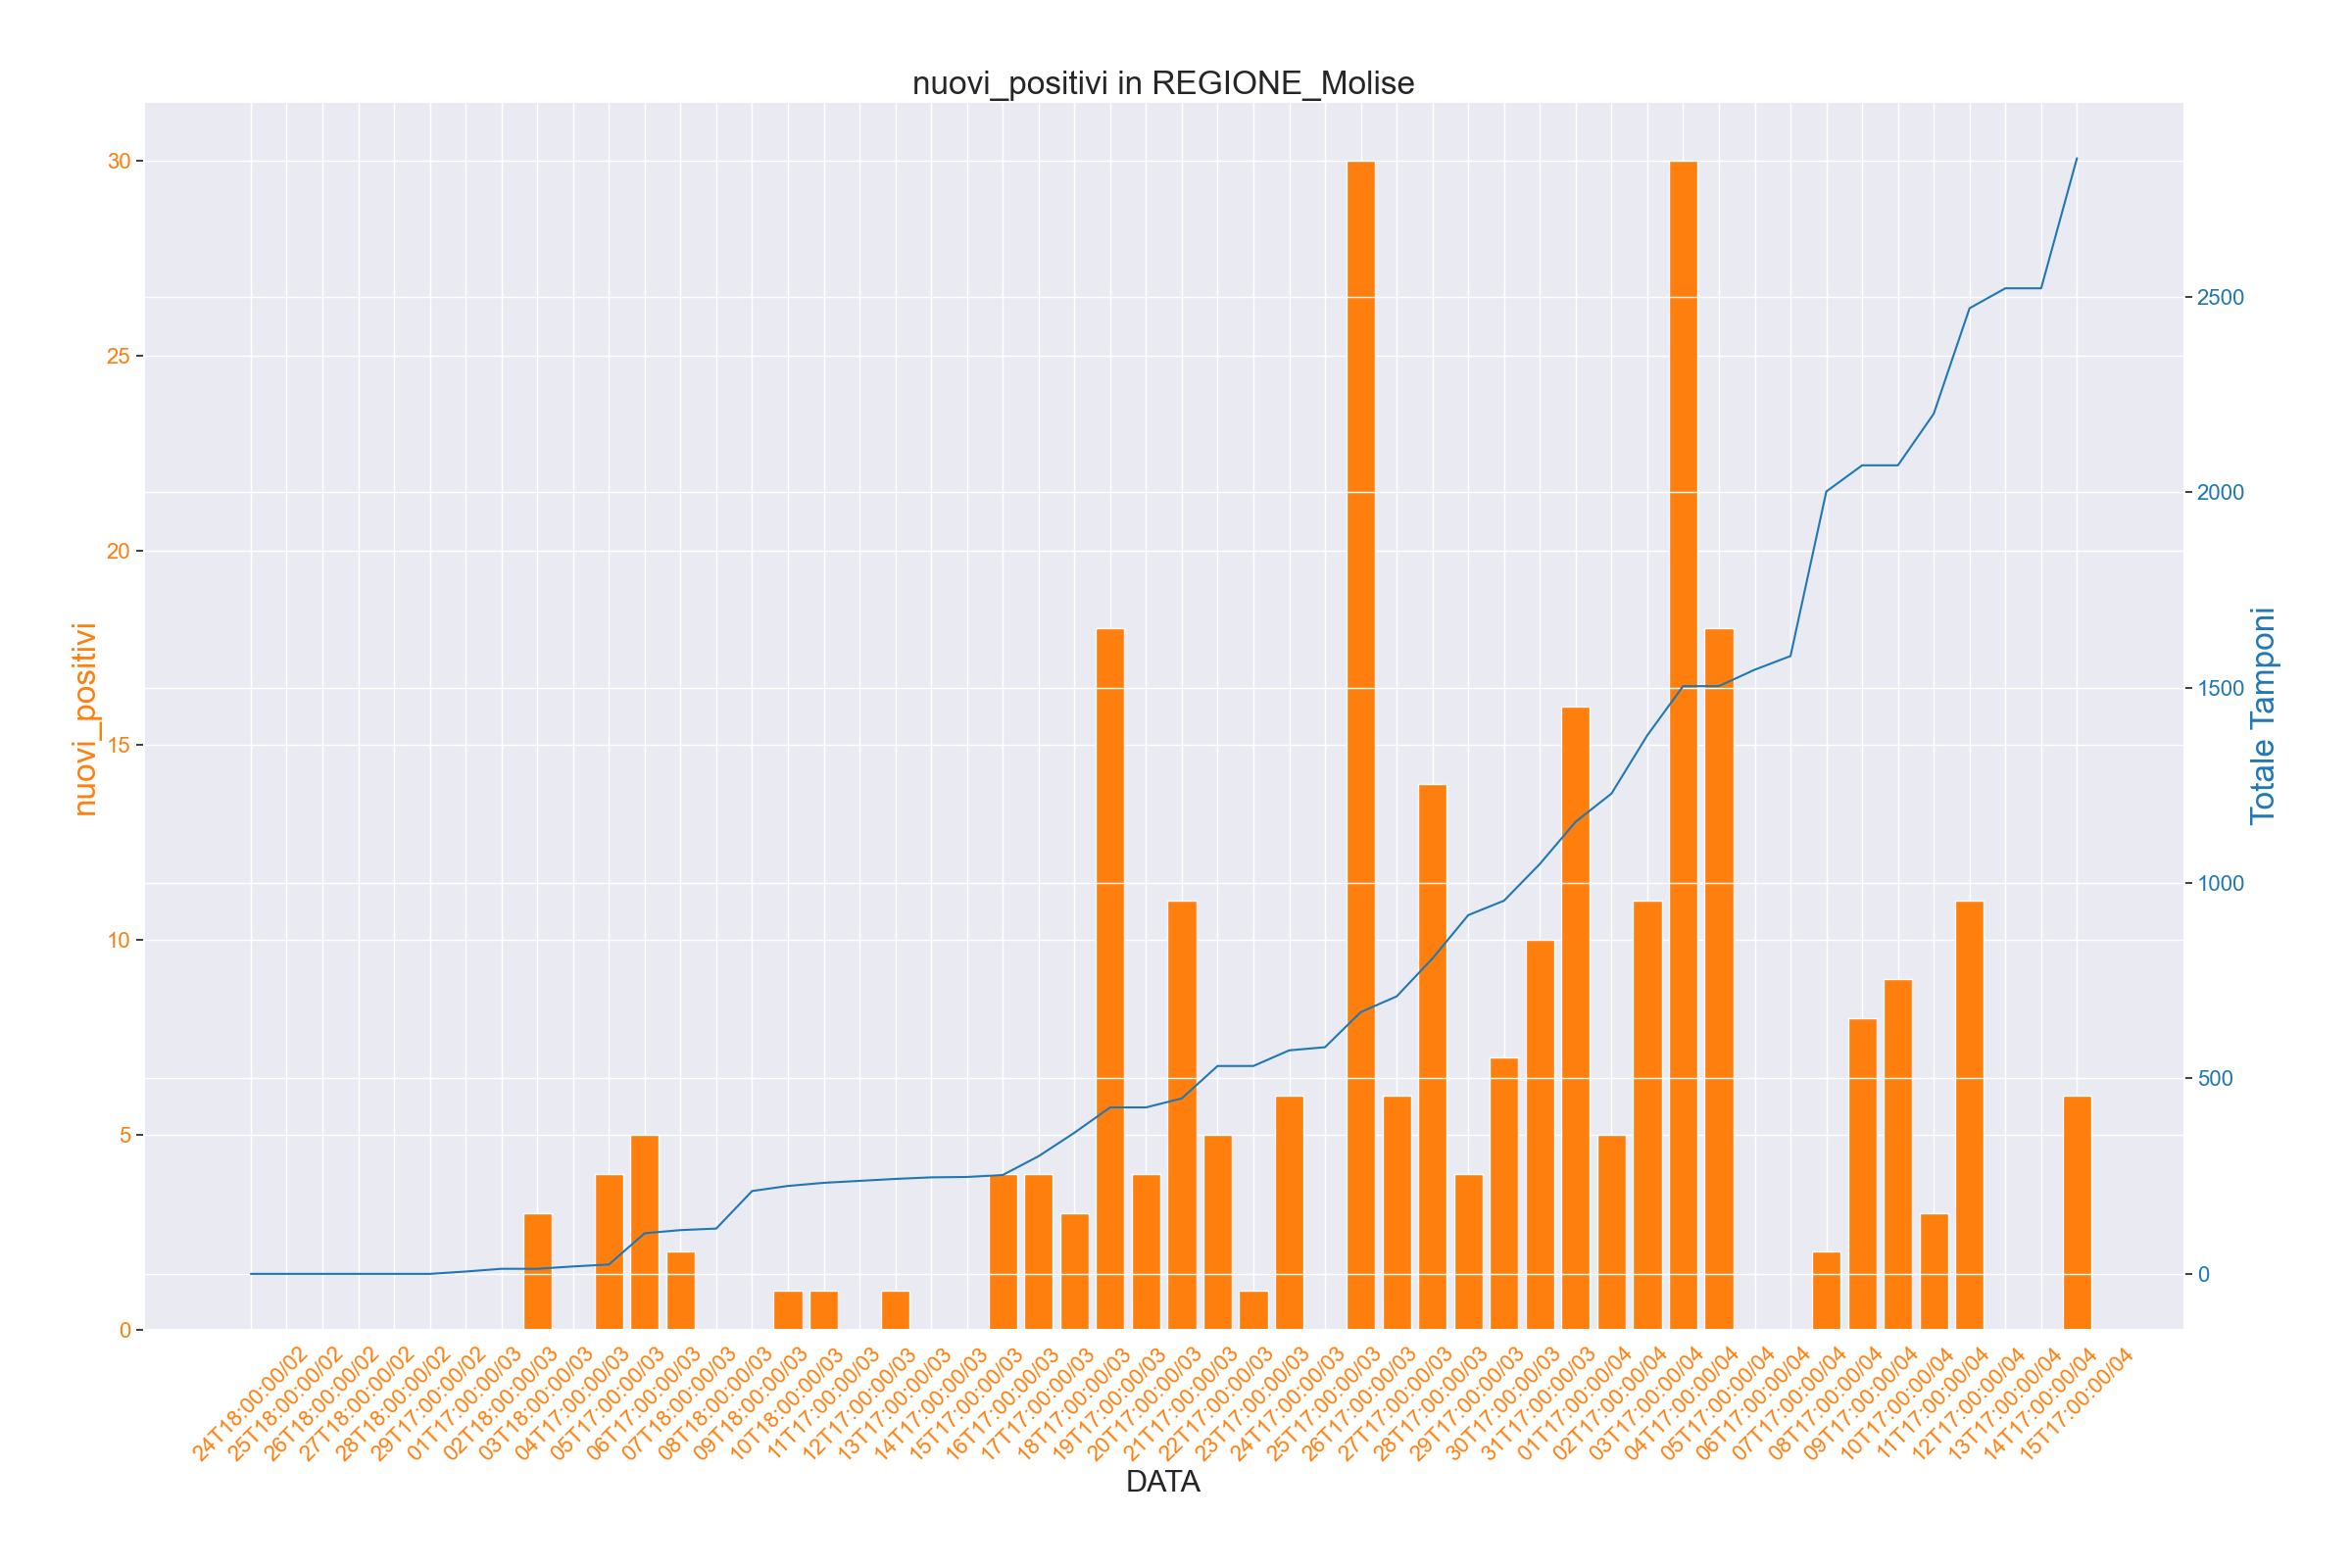 nuovi_positivi in REGIONE_Molise
nuovi_positivi
30
25
20
15
10
5
0
Totale Tamponi
2500
2000
1500
1000
500
0
24T18:00:00/02
25T18:00:00/02
26T18:00:00/02
27T18:00:00/02
28T18:00:00/02
29T17:00:00/02
01T17:00:00/03
02T18:00:00/03
03T18:00:00/03
04T17:00:00/03
05T17:00:00/03
06T17:00:00/03
07T18:00:00/03
08T18:00:00/03
09T18:00:00/03
10T18:00:00/03
11T17:00:00/03
12T17:00:00/03
13T17:00:00/03
14T17:00:00/03
15T17:00:00/03
16T17:00:00/03
17T17:00:00/03
18T17:00:00/03
19T17:00:00/03
20T17:00:00/03
21T17:00:00/03
22T17:00:00/03
23T17:00:00/03
24T17:00:00/03
25T17:00:00/03
26T17:00:00/03
27T17:00:00/03
28T17:00:00/03
29T17:00:00/03
30T17:00:00/03
31T17:00:00/03
01T17:00:00/04
02T17:00:00/04
03T17:00:00/04
04T17:00:00/04
05T17:00:00/04
06T17:00:00/04
07T17:00:00/04
08T17:00:00/04
09T17:00:00/04
10T17:00:00/04
11T17:00:00/04
12T17:00:00/04
13T17:00:00/04
14T17:00:00/04
15T17:00:00/04
DATA